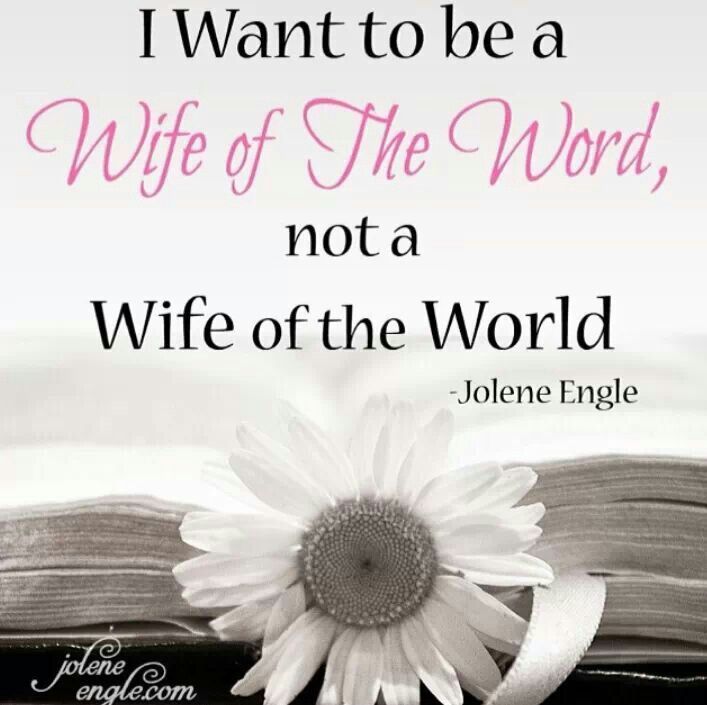 I Want to be a
Wife of The Word,
not a
Wife of the World
-Jolene Engle
jolene
engle.com